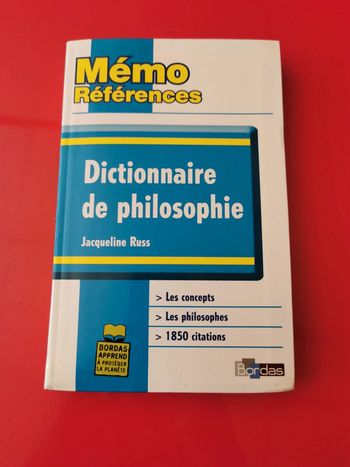 Mémo
Références
Dictionnaire
de philosophie
Jacqueline Russ
> Les concepts
> Les philosophes
> 1850 citations
BORDAS
APPREND
À PROTÉGER
LA PLANÈTE
Bordas